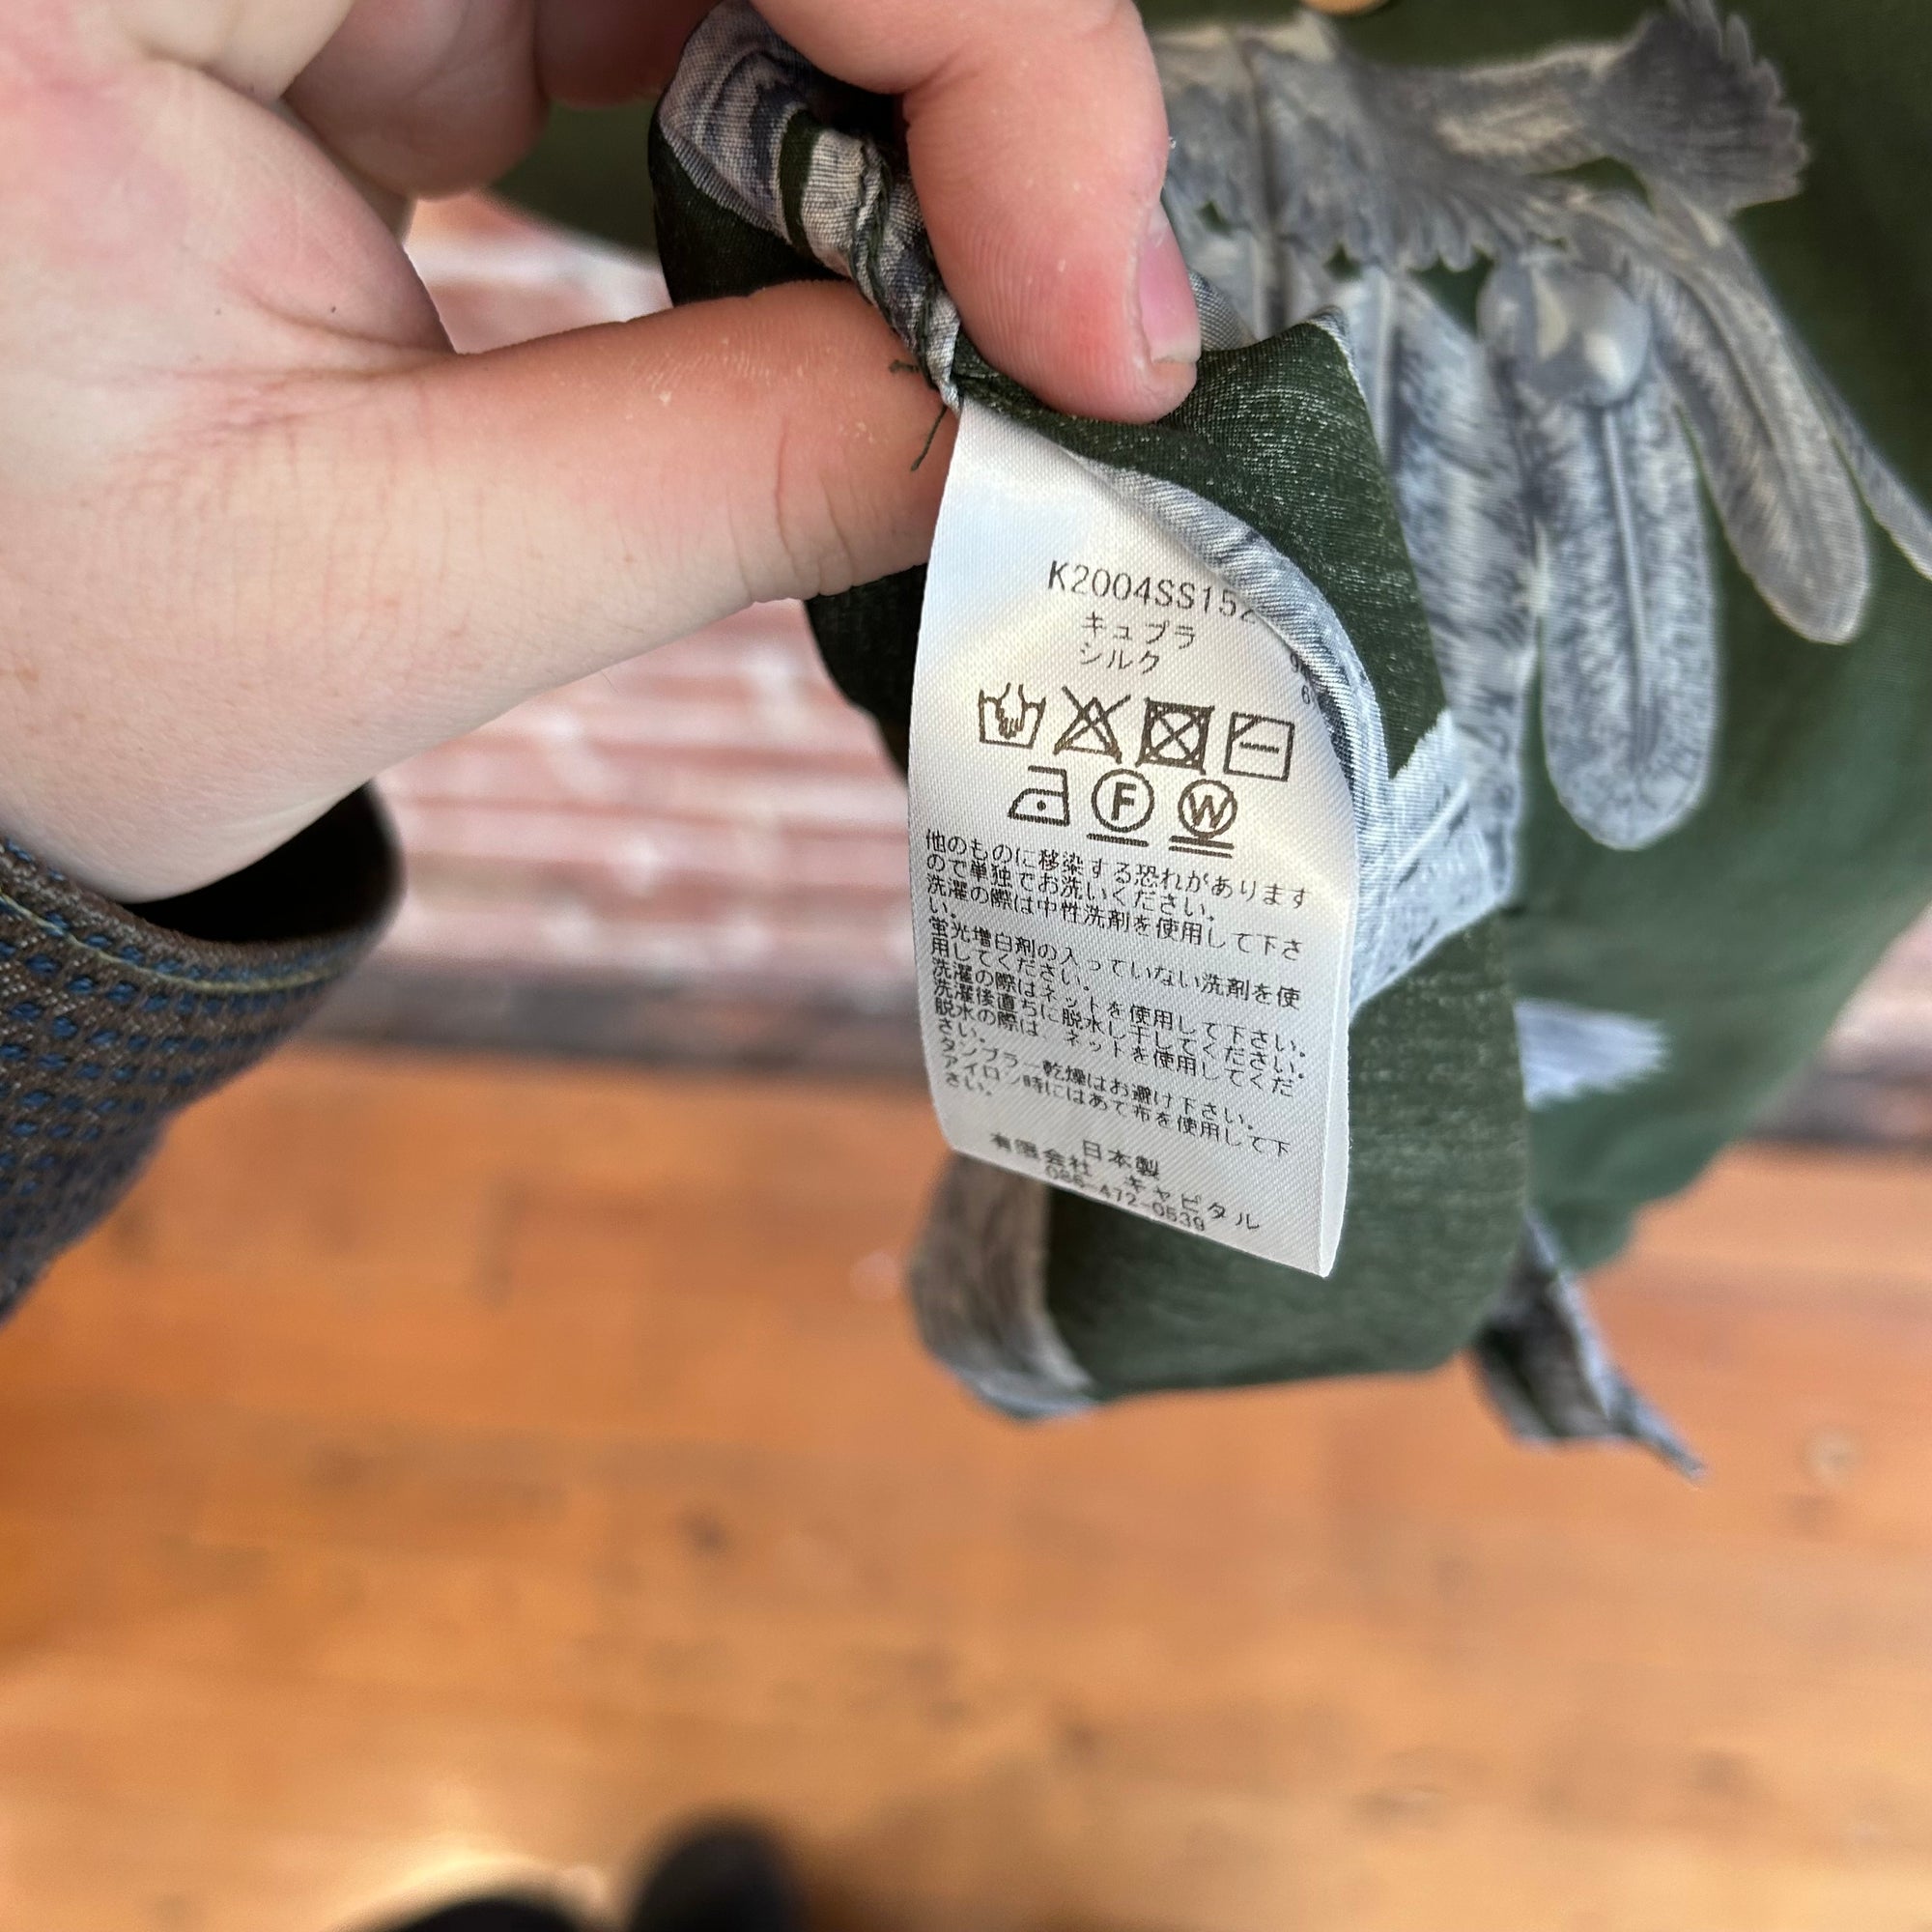 K2004SS152
キュプラ
シルク
6
F
W
他のものに移染する恐れがあります
ので単独でお洗いください。
洗濯の際は中性洗剤を使用して下さ
い。
蛍光増白剤の入っていない洗剤を使
用してください。
洗濯の際はネットを使用して下さい。
洗濯後直ちに脱水し干してください。
脱水の際は、ネットを使用してくだ
さい。
タンブラー乾燥はお避け下さい。
アイロン時にはあて布を使用して下
さい。
日本製
有限会社 キャピタル
086-472-0539